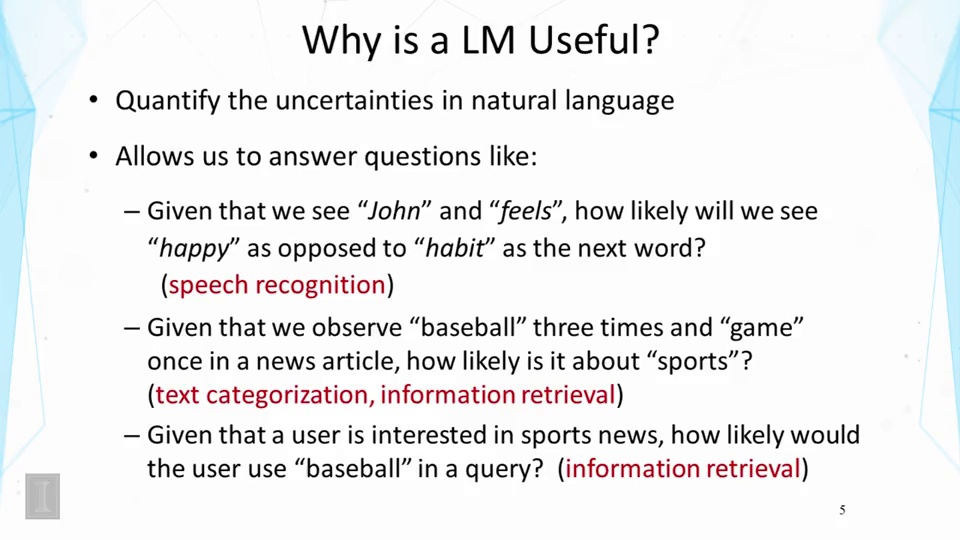 Why is a LM Useful?
• Quantify the uncertainties in natural language
• Allows us to answer questions like:
– Given that we see “John” and “feels”, how likely will we see
“happy” as opposed to “habit” as the next word?
(speech recognition)
– Given that we observe “baseball” three times and “game”
once in a news article, how likely is it about “sports”?
(text categorization, information retrieval)
– Given that a user is interested in sports news, how likely would
the user use “baseball” in a query? (information retrieval)
I
5